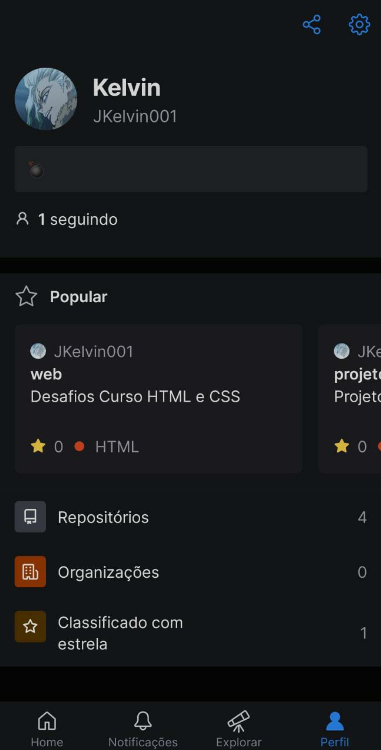 Kelvin
JKelvin001
1 seguindo
Popular
JKelvin001
web
Desafios Curso HTML e CSS
0 HTML
JKe
projeto
Projeto
0
Repositórios 4
Organizações 0
Classificado com
estrela
1
Home Notificações Explorar Perfil